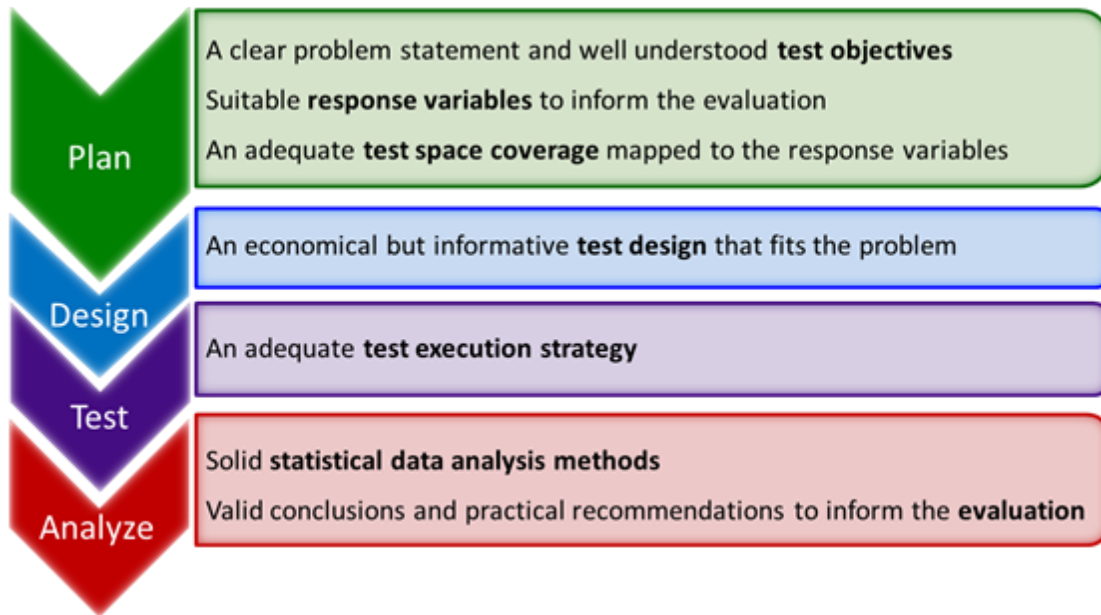 Plan
A clear problem statement and well understood test objectives
Suitable response variables to inform the evaluation
An adequate test space coverage mapped to the response variables
Design
An economical but informative test design that fits the problem
Test
An adequate test execution strategy
Analyze
Solid statistical data analysis methods
Valid conclusions and practical recommendations to inform the evaluation